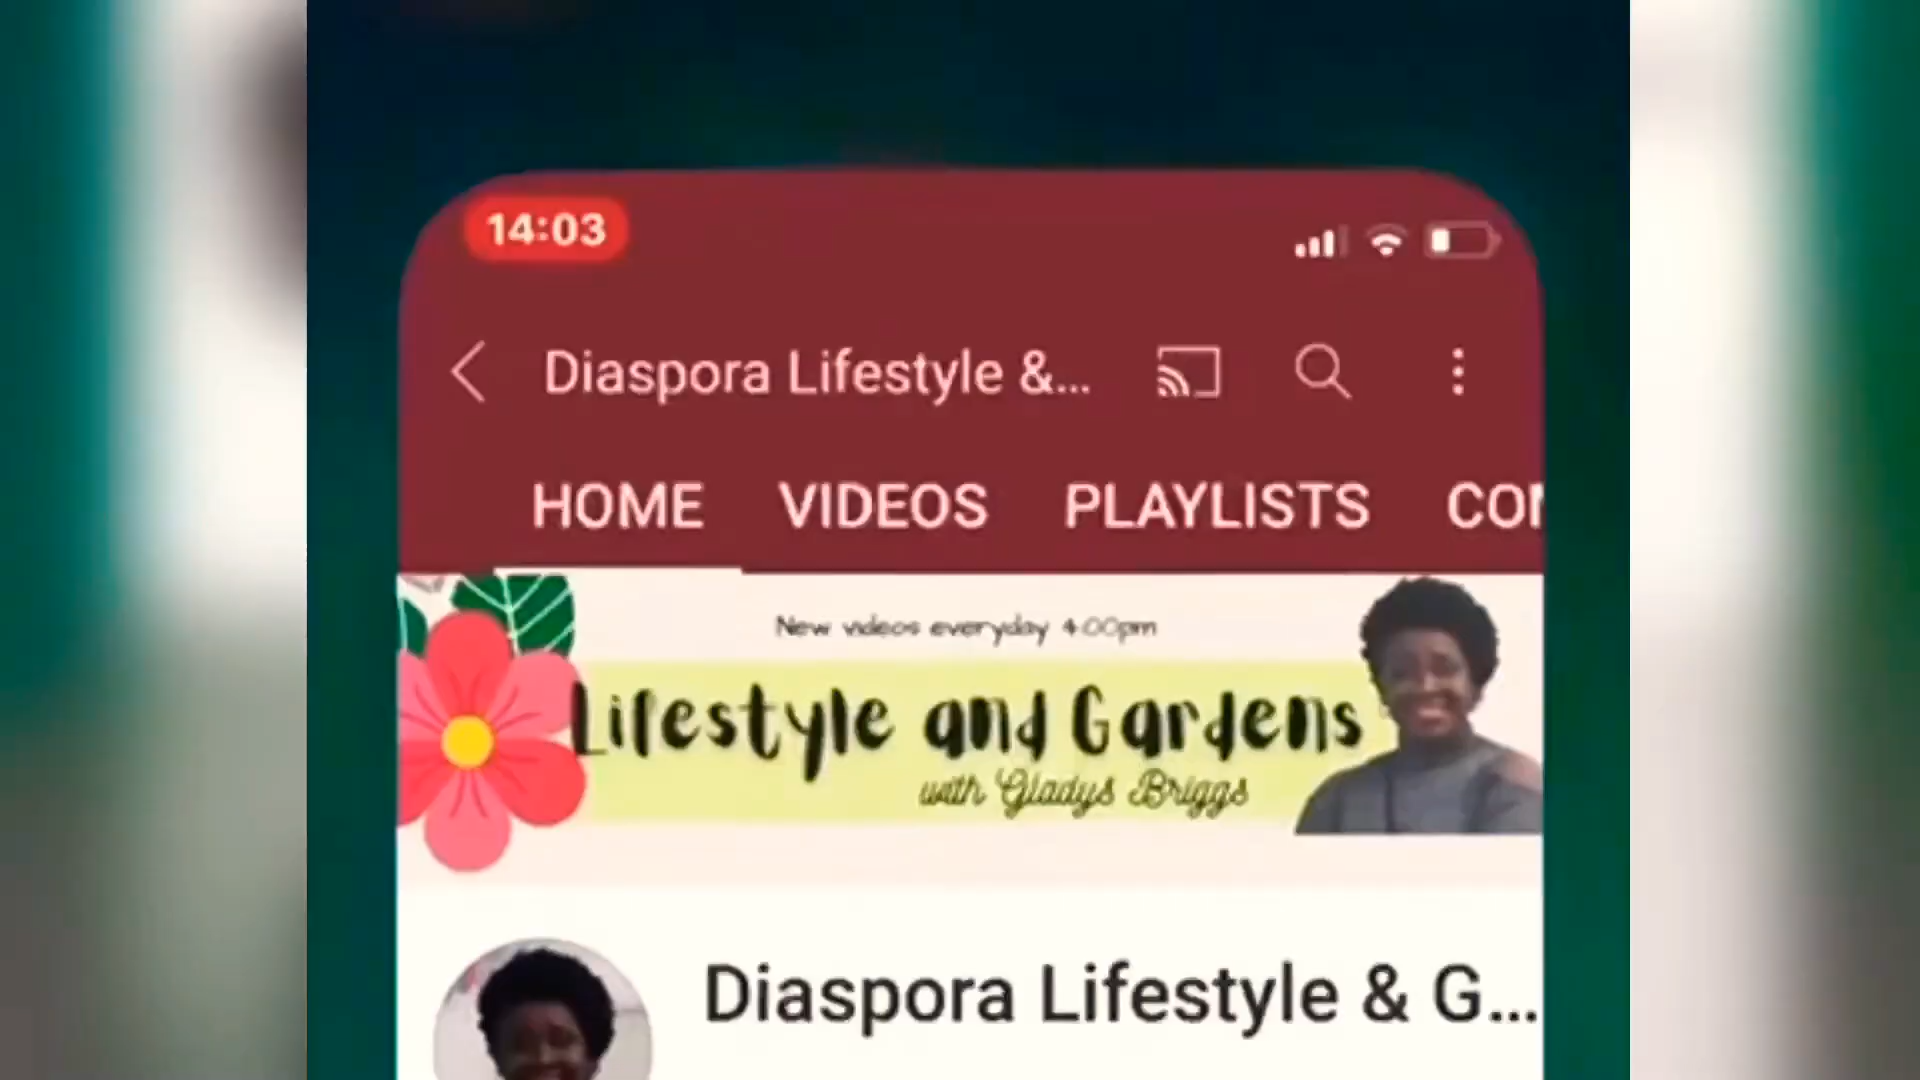 14:03
Diaspora Lifestyle &...
HOME VIDEOS PLAYLISTS CON
New videos everyday 4:00pm
Lifestyle and Gardens
with Gladys Briggs
Diaspora Lifestyle & G...